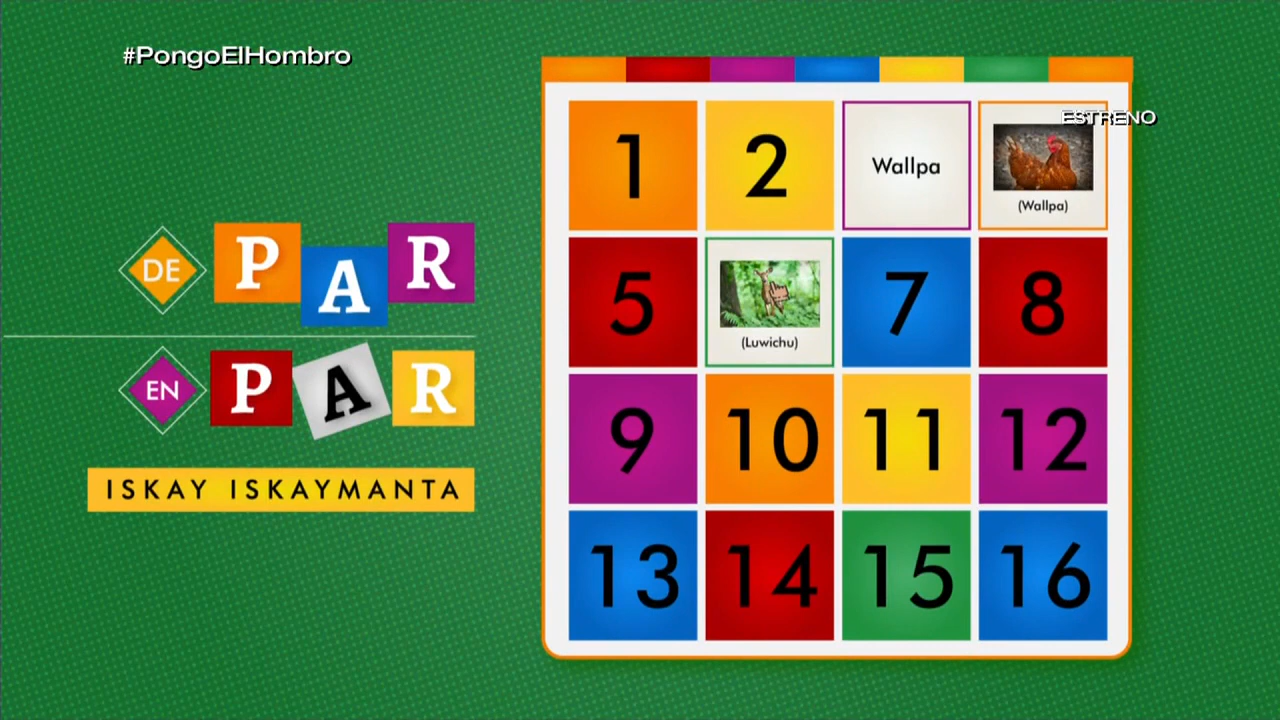 #PongoElHombro
ESTRENO
DE PAR
EN PAR
ISKAY ISKAYMANTA
1 2 Wallpa (Wallpa)
5 (Luwichu) 7 8
9 10 11 12
13 14 15 16